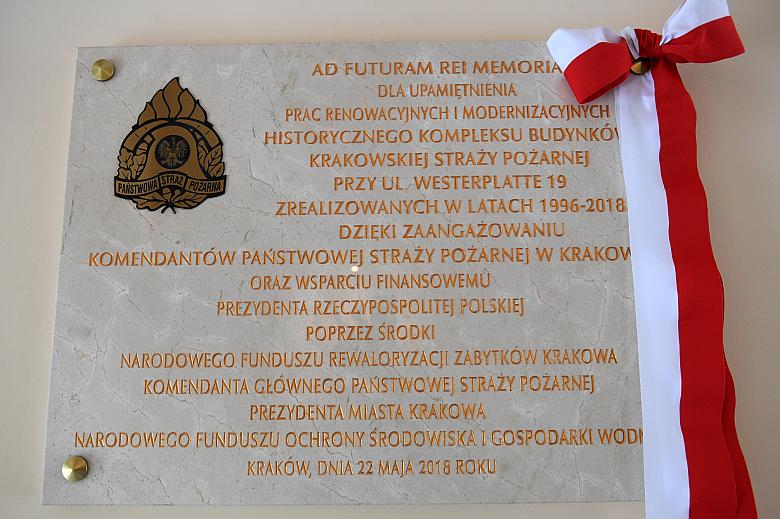 AD FUTURAM REI MEMORIA
DLA UPAMIĘTNIENIA
PRAC RENOWACYJNYCH I MODERNIZACYJNYCH
HISTORYCZNEGO KOMPLEKSU BUDYNKÓW
KRAKOWSKIEJ STRAŻY POŻARNEJ
PRZY UL. WESTERPLATTE 19
ZREALIZOWANYCH W LATACH 1996-2018
DZIĘKI ZAANGAŻOWANIU
KOMENDANTÓW PAŃSTWOWEJ STRAŻY POŻARNEJ W KRAKOW
ORAZ WSPARCIU FINANSOWEMU
PREZYDENTA RZECZYPOSPOLITEJ POLSKIEJ
POPRZEZ ŚRODKI
NARODOWEGO FUNDUSZU REWALORYZACJI ZABYTKÓW KRAKOWA
KOMENDANTA GŁÓWNEGO PAŃSTWOWEJ STRAŻY POŻARNEJ
PREZYDENTA MIASTA KRAKOWA
NARODOWEGO FUNDUSZU OCHRONY ŚRODOWISKA I GOSPODARKI WODN
KRAKÓW, DNIA 22 MAJA 2018 ROKU
PAŃSTWOWA STRAŻ POŻARNA